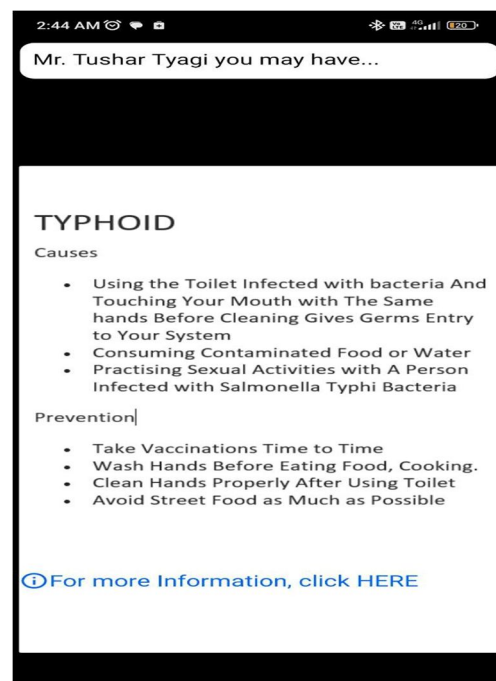 2:44 AM
4G
20
Mr. Tushar Tyagi you may have...
TYPHOID
Causes
• Using the Toilet Infected with bacteria And
Touching Your Mouth with The Same
hands Before Cleaning Gives Germs Entry
to Your System
• Consuming Contaminated Food or Water
• Practising Sexual Activities with A Person
Infected with Salmonella Typhi Bacteria
Prevention
• Take Vaccinations Time to Time
• Wash Hands Before Eating Food, Cooking.
• Clean Hands Properly After Using Toilet
• Avoid Street Food as Much as Possible
For more Information, click HERE